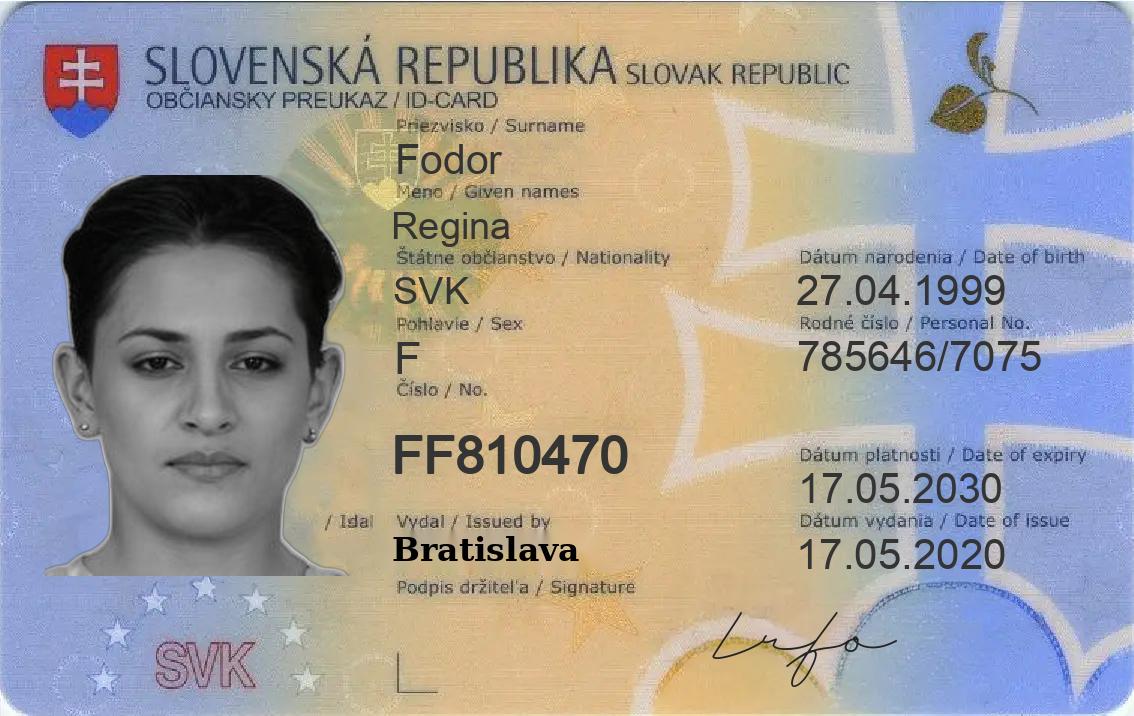 SLOVENSKÁ REPUBLIKA SLOVAK REPUBLIC
OBČIANSKY PREUKAZ / ID-CARD
Priezvisko / Surname
Fodor
Meno / Given names
Regina
Štátne občianstvo / Nationality
SVK
Dátum narodenia / Date of birth
27.04.1999
Pohlavie / Sex
F
Rodné číslo / Personal No.
785646/7075
Číslo / No.
FF810470
Dátum platnosti / Date of expiry
17.05.2030
/ Isdal Vydal / Issued by
Bratislava
Dátum vydania / Date of issue
17.05.2020
Podpis držiteľa / Signature
SVK